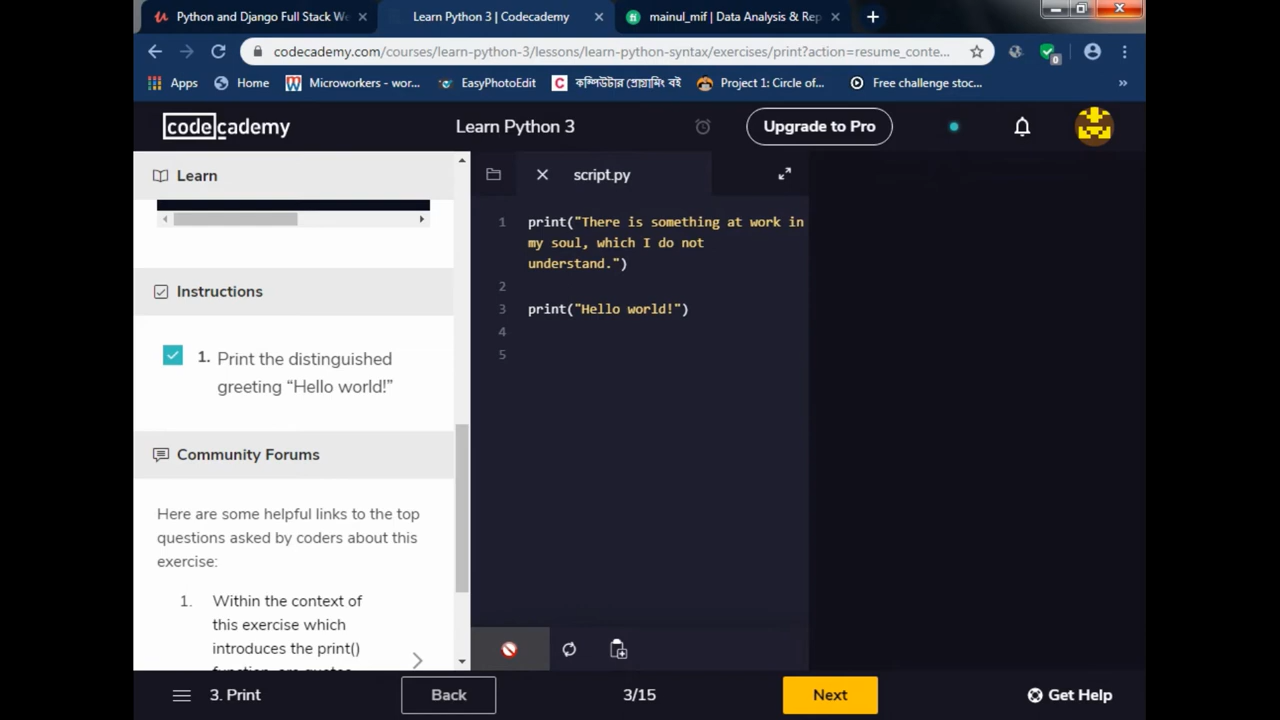 Python and Django Full Stack We
Learn Python 3 | Codecademy
mainul_mif | Data Analysis & Rep
codecademy.com/courses/learn-python-3/lessons/learn-python-syntax/exercises/print?action=resume_conte...
Apps
Home
Microworkers - wor...
EasyPhotoEdit
C
কম্পিউটার প্রোগ্রামিং বই
Project 1: Circle of...
Free challenge stoc...
»
0
codecademy
Learn Python 3
Upgrade to Pro
Learn
script.py
1 print("There is something at work in
my soul, which I do not
understand.")
2
3 print("Hello world!")
4
5
Instructions
1. Print the distinguished
greeting “Hello world!”
Community Forums
Here are some helpful links to the top
questions asked by coders about this
exercise:
1. Within the context of
this exercise which
introduces the print()
function, are quotes
3. Print
Back
3/15
Next
Get Help